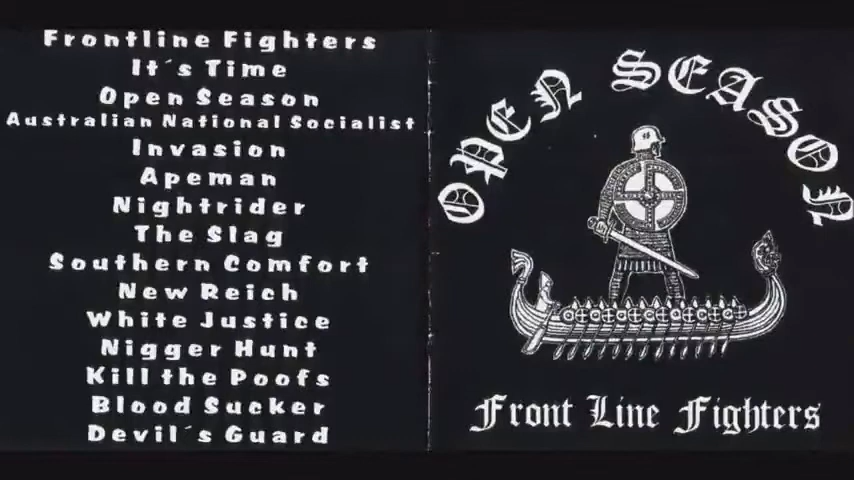 Frontline Fighters
It´s Time
Open Season
Australian National Socialist
Invasion
Apeman
Nightrider
The Slag
Southern Comfort
New Reich
White Justice
Nigger Hunt
Kill the Poofs
Blood Sucker
Devil´s Guard
OPEN SEASON
Front Line Fighters